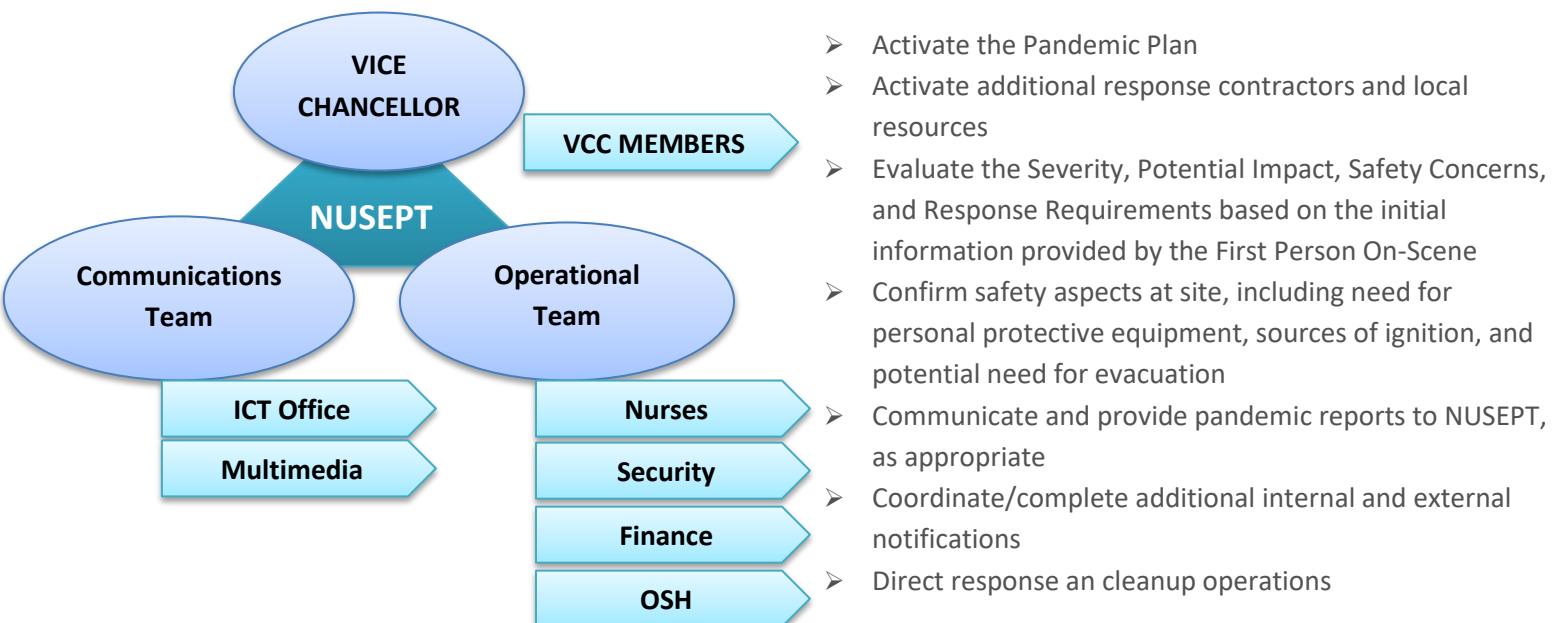 VICE
CHANCELLOR
VCC MEMBERS
NUSEPT
Communications
Team
Operational
Team
ICT Office
Multimedia
Nurses
Security
Finance
OSH
➢ Activate the Pandemic Plan
➢ Activate additional response contractors and local
resources
➢ Evaluate the Severity, Potential Impact, Safety Concerns,
and Response Requirements based on the initial
information provided by the First Person On-Scene
➢ Confirm safety aspects at site, including need for
personal protective equipment, sources of ignition, and
potential need for evacuation
➢ Communicate and provide pandemic reports to NUSEPT,
as appropriate
➢ Coordinate/complete additional internal and external
notifications
➢ Direct response an cleanup operations